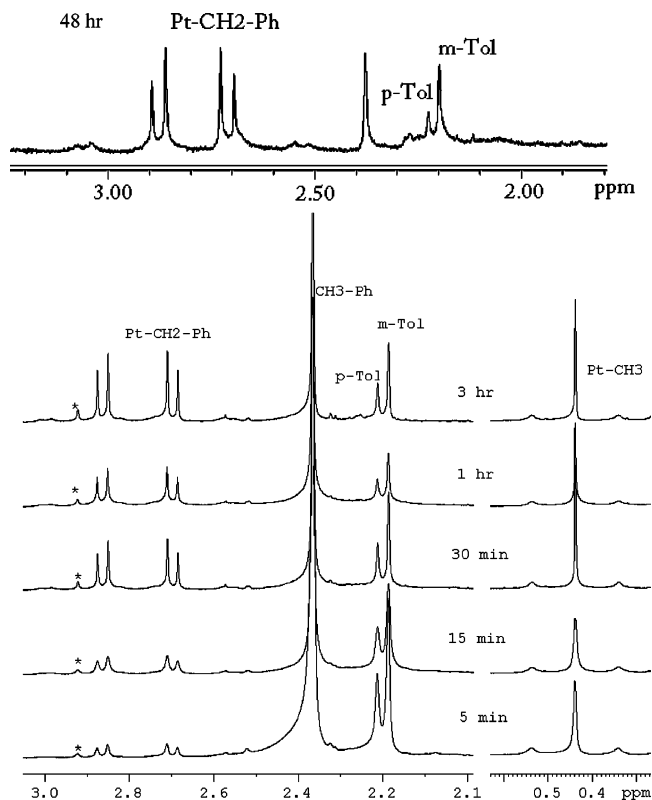 48 hr
Pt-CH2-Ph
m-Tol
p-Tol
3.00 2.50 2.00 ppm
CH3-Ph
Pt-CH2-Ph
m-Tol
p-Tol
Pt-CH3
*
3 hr
*
1 hr
*
30 min
*
15 min
*
5 min
3.0 2.8 2.6 2.4 2.2 2.1 0.5 0.4 ppm